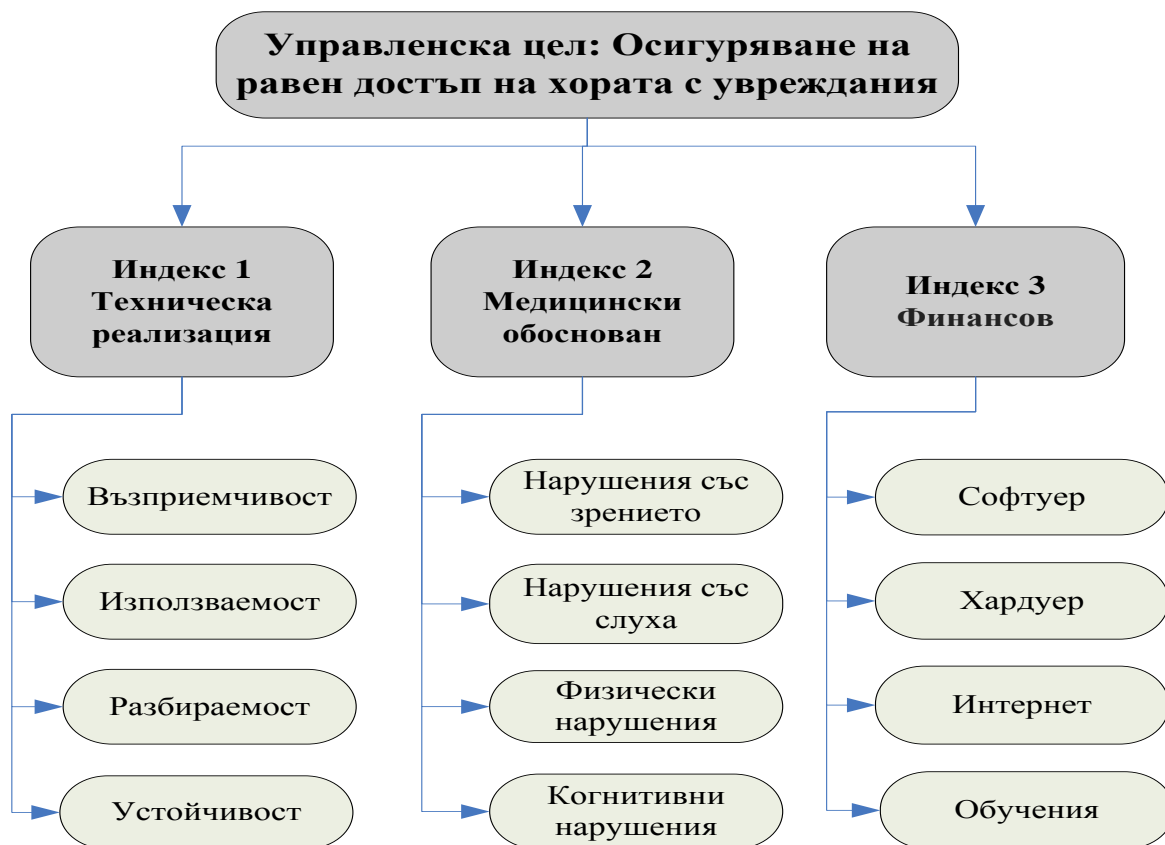 Управленска цел: Осигуряване на
равен достъп на хората с увреждания
Индекс 1
Техническа
реализация
Индекс 2
Медицински
обоснован
Индекс 3
Финансов
Възприемчивост
Използваемост
Разбираемост
Устойчивост
Нарушения със
зрението
Нарушения със
слуха
Физически
нарушения
Когнитивни
нарушения
Софтуер
Хардуер
Интернет
Обучения